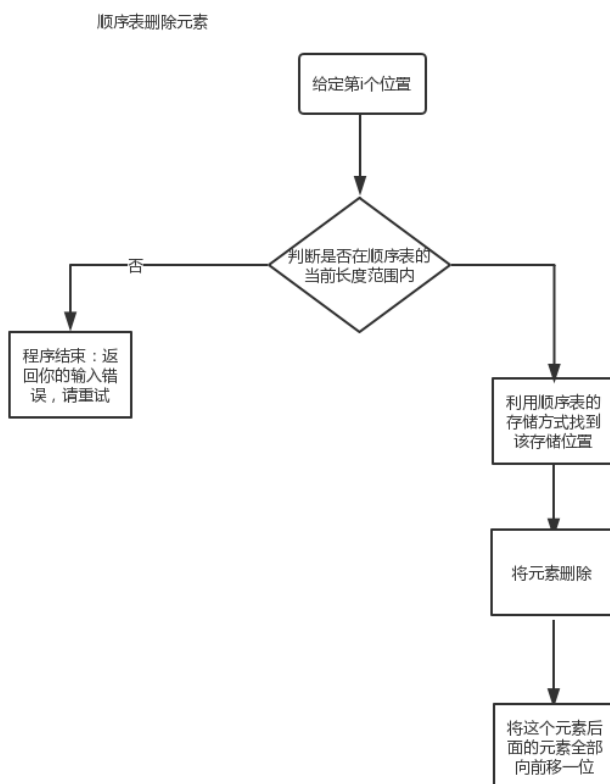 顺序表删除元素
给定第i个位置
判断是否在顺序表的
当前长度范围内
否
程序结束：返
回你的输入错
误，请重试
利用顺序表的
存储方式找到
该存储位置
将元素删除
将这个元素后
面的元素全部
向前移一位